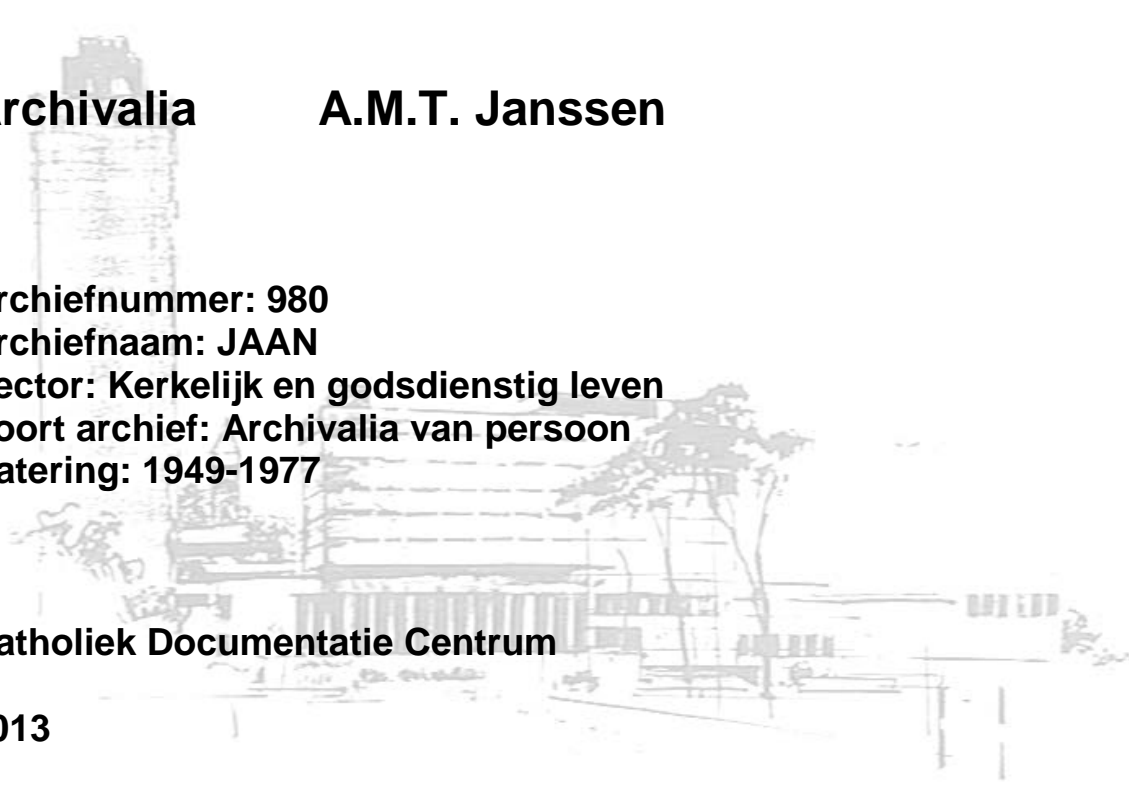 rchivalia A.M.T. Janssen
rchiefnummer: 980
rchiefnaam: JAAN
ector: Kerkelijk en godsdienstig leven
oort archief: Archivalia van persoon
atering: 1949-1977
atholiek Documentatie Centrum
013